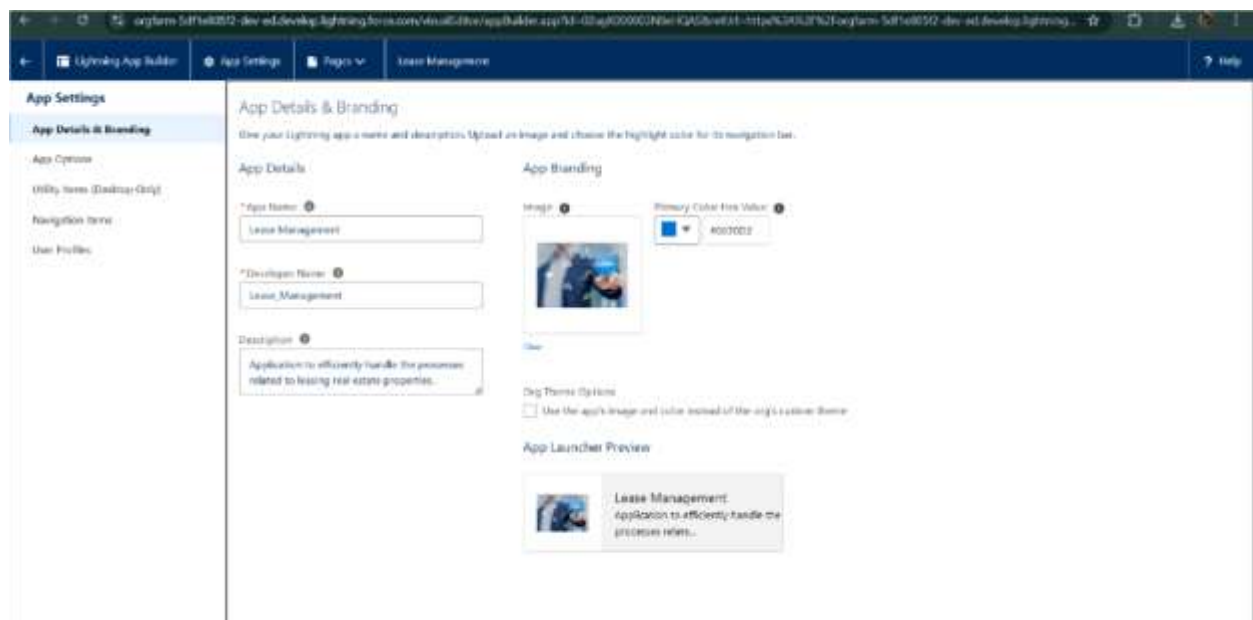 Lightning App Builder
App Settings
Pages
Lease Management
? Help
App Settings
App Details & Branding
App Options
Utility Items (Desktop Only)
Navigation Items
User Profiles
App Details & Branding
Give your Lightning app a name and description. Upload an image and choose the highlight color for its navigation bar.
App Details
App Branding
*App Name
Lease Management
*Developer Name
Lease_Management
Description
Application to efficiently handle the processes
related to leasing real estate properties.
Image
Primary Color Hex Value
Clear
Org Theme Options
Use the app's image and color instead of the org's custom theme
App Launcher Preview
Lease Management
Application to efficiently handle the
processes relate...